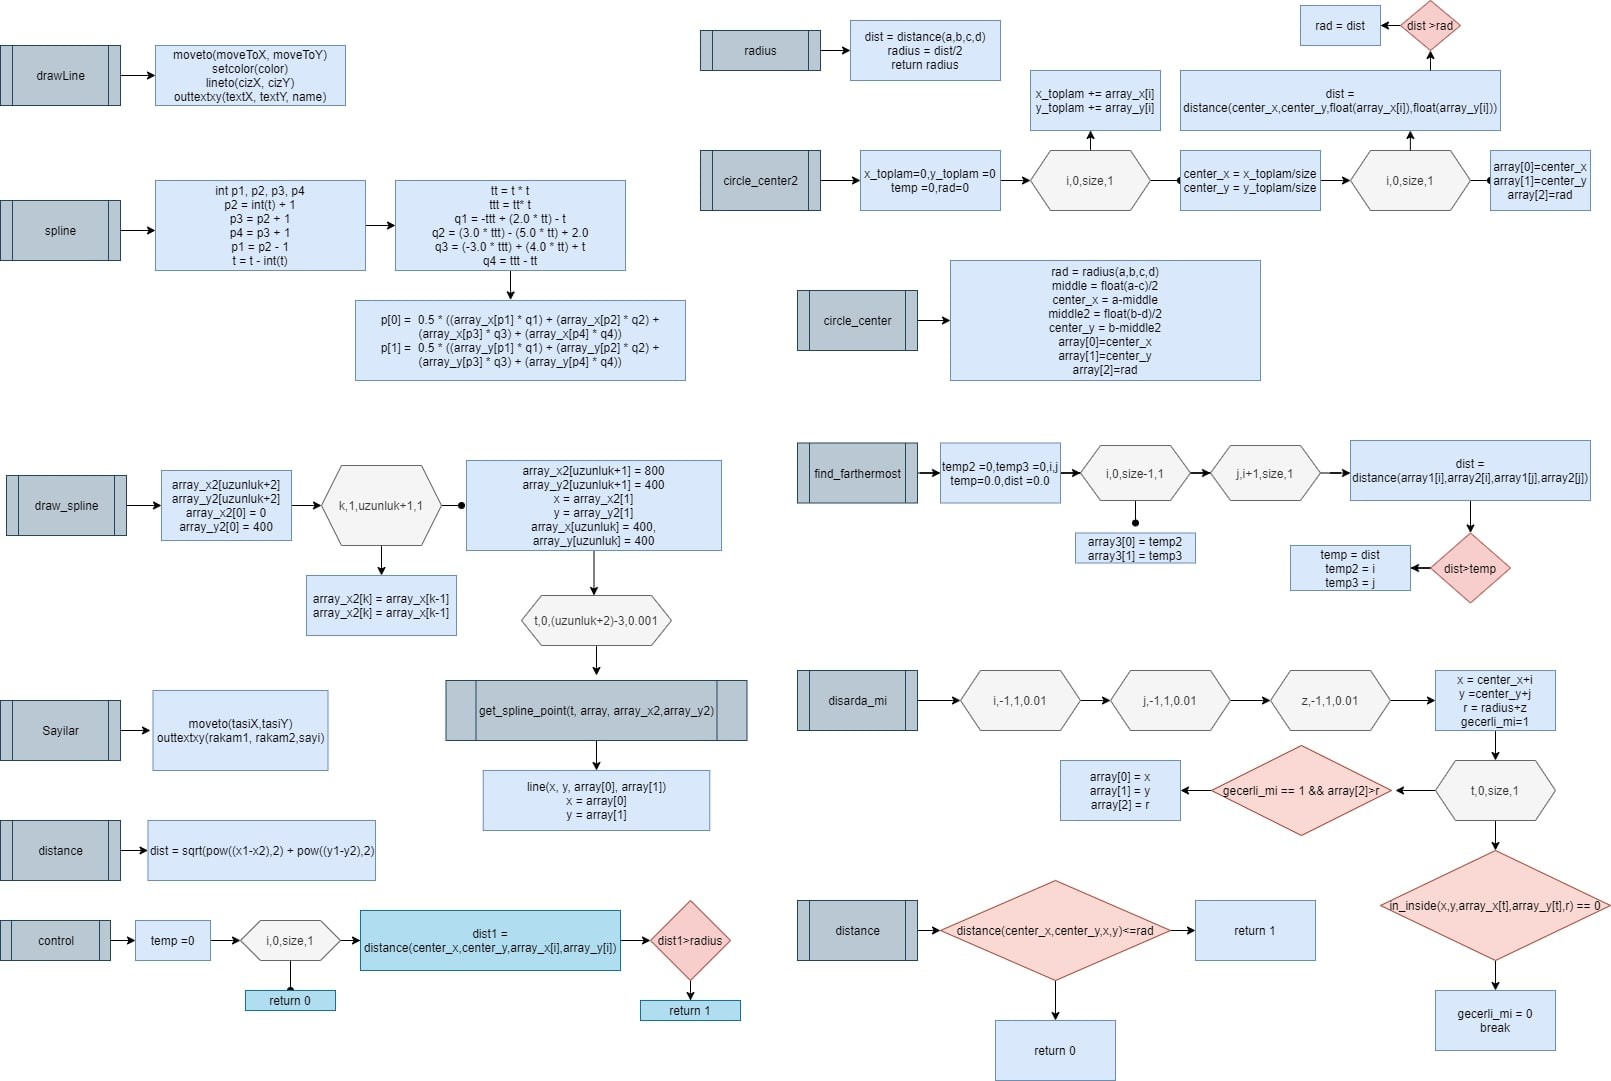 drawLine
moveto(moveToX, moveToY)
setcolor(color)
lineto(cizX, cizY)
outtextxy(textX, textY, name)
spline
int p1, p2, p3, p4
p2 = int(t) + 1
p3 = p2 + 1
p4 = p3 + 1
p1 = p2 - 1
t = t - int(t)
tt = t * t
ttt = tt* t
q1 = -ttt + (2.0 * tt) - t
q2 = (3.0 * ttt) - (5.0 * tt) + 2.0
q3 = (-3.0 * ttt) + (4.0 * tt) + t
q4 = ttt - tt
p[0] =  0.5 * ((array_x[p1] * q1) + (array_x[p2] * q2) +
(array_x[p3] * q3) + (array_x[p4] * q4))
p[1] =  0.5 * ((array_y[p1] * q1) + (array_y[p2] * q2) +
(array_y[p3] * q3) + (array_y[p4] * q4))
draw_spline
array_x2[uzunluk+2]
array_y2[uzunluk+2]
array_x2[0] = 0
array_y2[0] = 400
k,1,uzunluk+1,1
array_x2[k] = array_x[k-1]
array_x2[k] = array_x[k-1]
array_x2[uzunluk+1] = 800
array_y2[uzunluk+1] = 400
x = array_x2[1]
y = array_y2[1]
array_x[uzunluk] = 400,
array_y[uzunluk] = 400
t,0,(uzunluk+2)-3,0.001
get_spline_point(t, array, array_x2,array_y2)
line(x, y, array[0], array[1])
x = array[0]
y = array[1]
Sayilar
moveto(tasiX,tasiY)
outtextxy(rakam1, rakam2,sayi)
distance
dist = sqrt(pow((x1-x2),2) + pow((y1-y2),2)
control
temp =0
i,0,size,1
return 0
dist1 =
distance(center_x,center_y,array_x[i],array_y[i])
dist1>radius
return 1
radius
dist = distance(a,b,c,d)
radius = dist/2
return radius
circle_center2
x_toplam=0,y_toplam =0
temp =0,rad=0
i,0,size,1
x_toplam += array_x[i]
y_toplam += array_y[i]
center_x = x_toplam/size
center_y = y_toplam/size
i,0,size,1
dist =
distance(center_x,center_y,float(array_x[i]),float(array_y[i]))
dist >rad
rad = dist
array[0]=center_x
array[1]=center_y
array[2]=rad
circle_center
rad = radius(a,b,c,d)
middle = float(a-c)/2
center_x = a-middle
middle2 = float(b-d)/2
center_y = b-middle2
array[0]=center_x
array[1]=center_y
array[2]=rad
find_farthermost
temp2 =0,temp3 =0,i,j
temp=0.0,dist =0.0
i,0,size-1,1
array3[0] = temp2
array3[1] = temp3
j,i+1,size,1
dist =
distance(array1[i],array2[i],array1[j],array2[j])
dist>temp
temp = dist
temp2 = i
temp3 = j
disarda_mi
i,-1,1,0.01
j,-1,1,0.01
z,-1,1,0.01
x = center_x+i
y =center_y+j
r = radius+z
gecerli_mi=1
t,0,size,1
gecerli_mi == 1 && array[2]>r
array[0] = x
array[1] = y
array[2] = r
in_inside(x,y,array_x[t],array_y[t],r) == 0
gecerli_mi = 0
break
distance
distance(center_x,center_y,x,y)<=rad
return 1
return 0